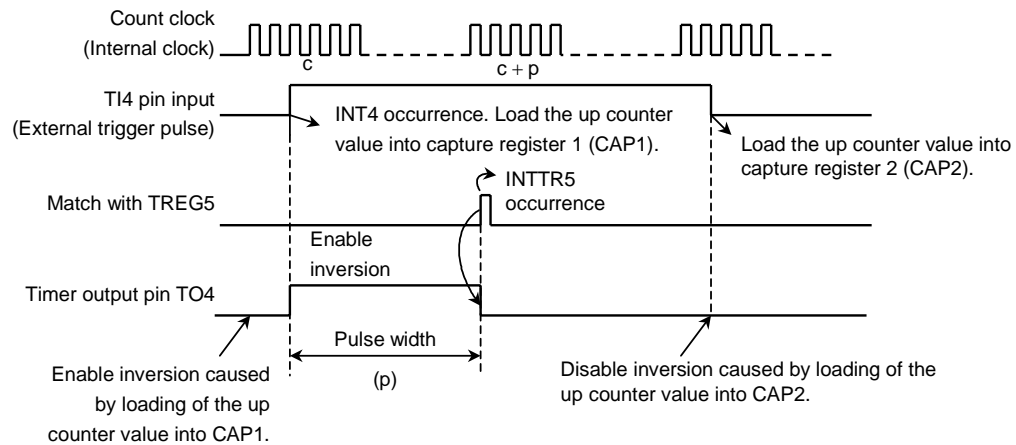 Count clock
(Internal clock)
c
c + p
TI4 pin input
(External trigger pulse)
INT4 occurrence. Load the up counter
value into capture register 1 (CAP1).
Load the up counter value into
capture register 2 (CAP2).
INTTR5
occurrence
Match with TREG5
Enable
inversion
Timer output pin TO4
Pulse width
(p)
Enable inversion caused
by loading of the up
counter value into CAP1.
Disable inversion caused by loading of the
up counter value into CAP2.